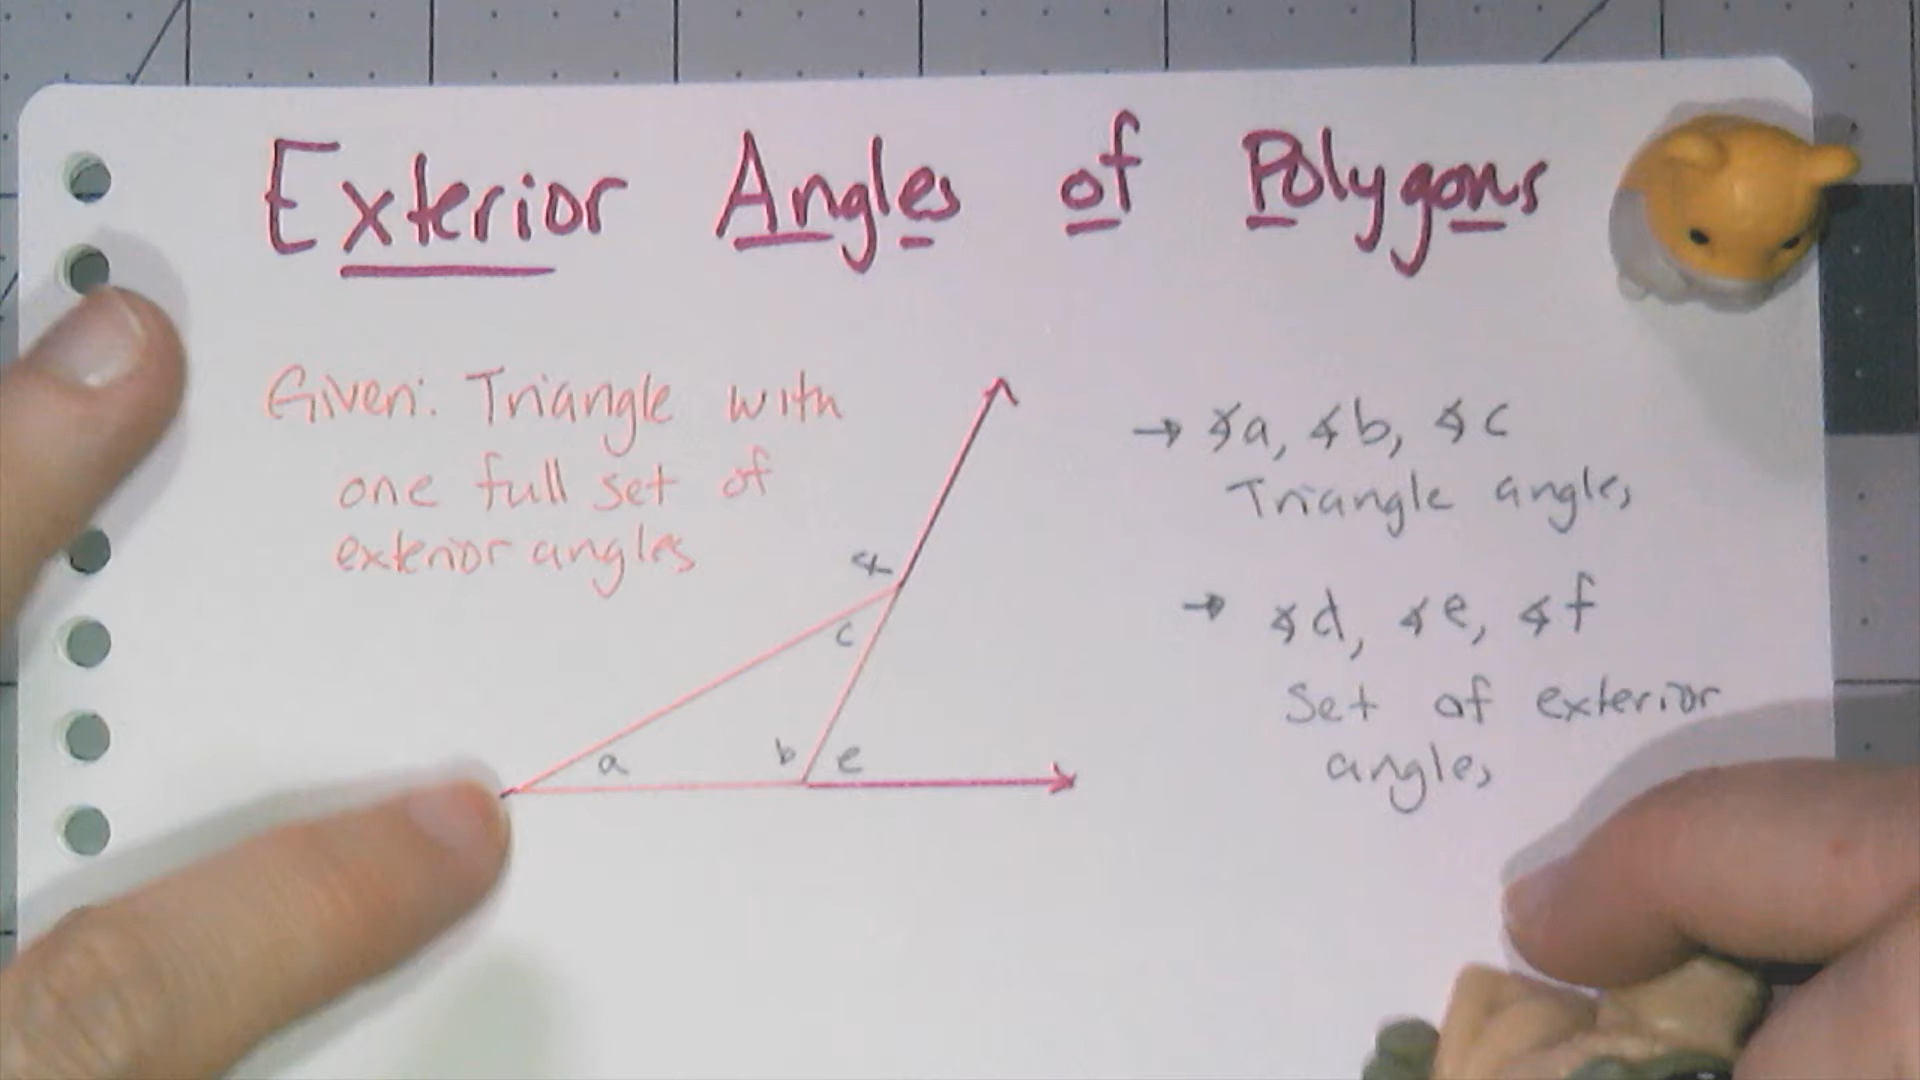 Exterior Angles of Polygons
Given: Triangle with
one full set of
exterior angles
→ ∡a, ∡b, ∡c
Triangle angles
→ ∡d, ∡e, ∡f
Set of exterior
angles
f
c
a
b
e